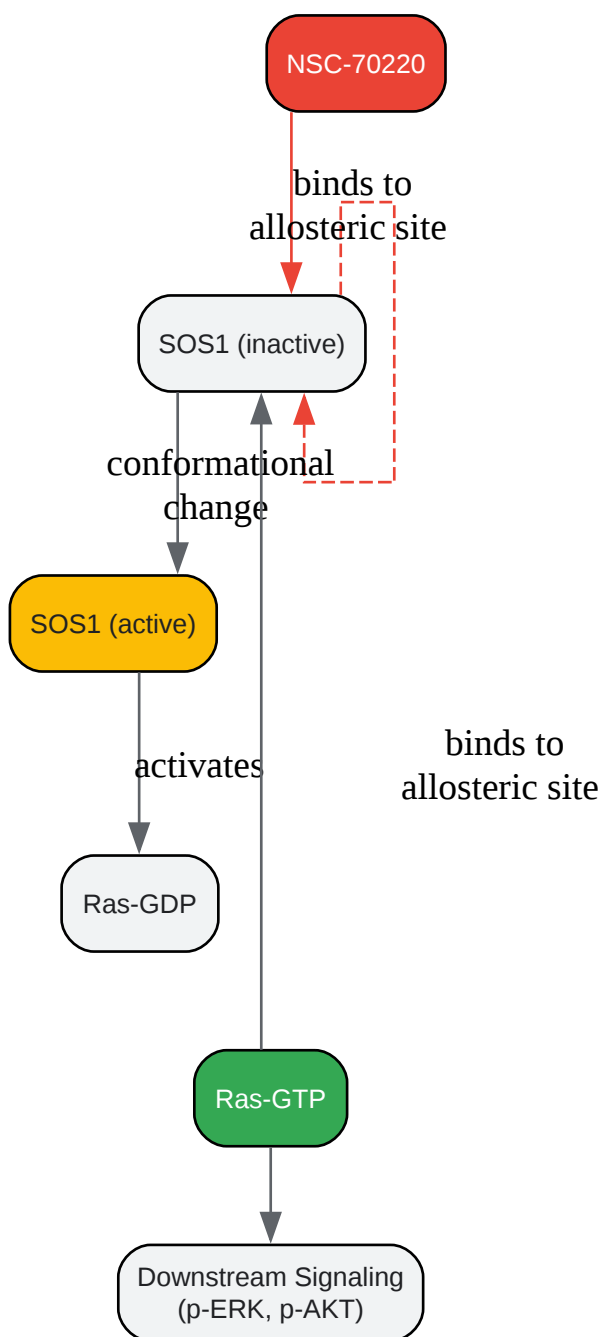 NSC-70220
binds to
allosteric site
SOS1 (inactive)
conformational
change
SOS1 (active)
binds to
allosteric site
activates
Ras-GDP
Ras-GTP
Downstream Signaling
(p-ERK, p-AKT)